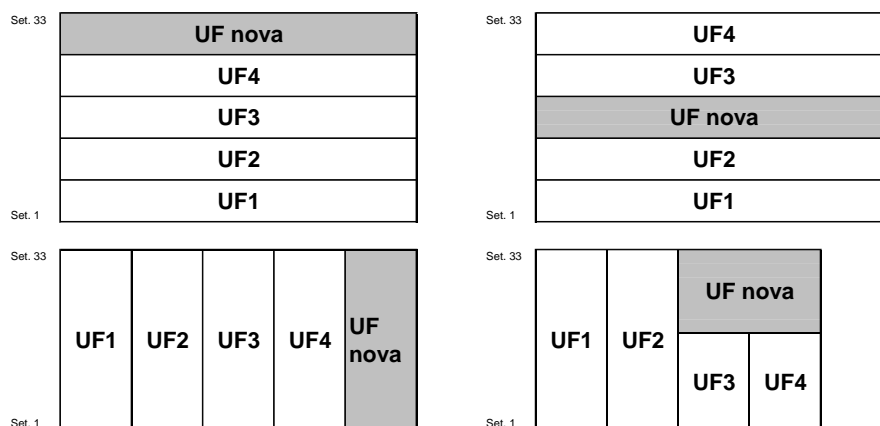 Set. 33
UF nova
UF4
UF3
UF2
UF1
Set. 1
Set. 33
UF4
UF3
UF nova
UF2
UF1
Set. 1
Set. 33
UF1 UF2 UF3 UF4 UF nova
Set. 1
Set. 33
UF nova
UF1 UF2
UF3 UF4
Set. 1